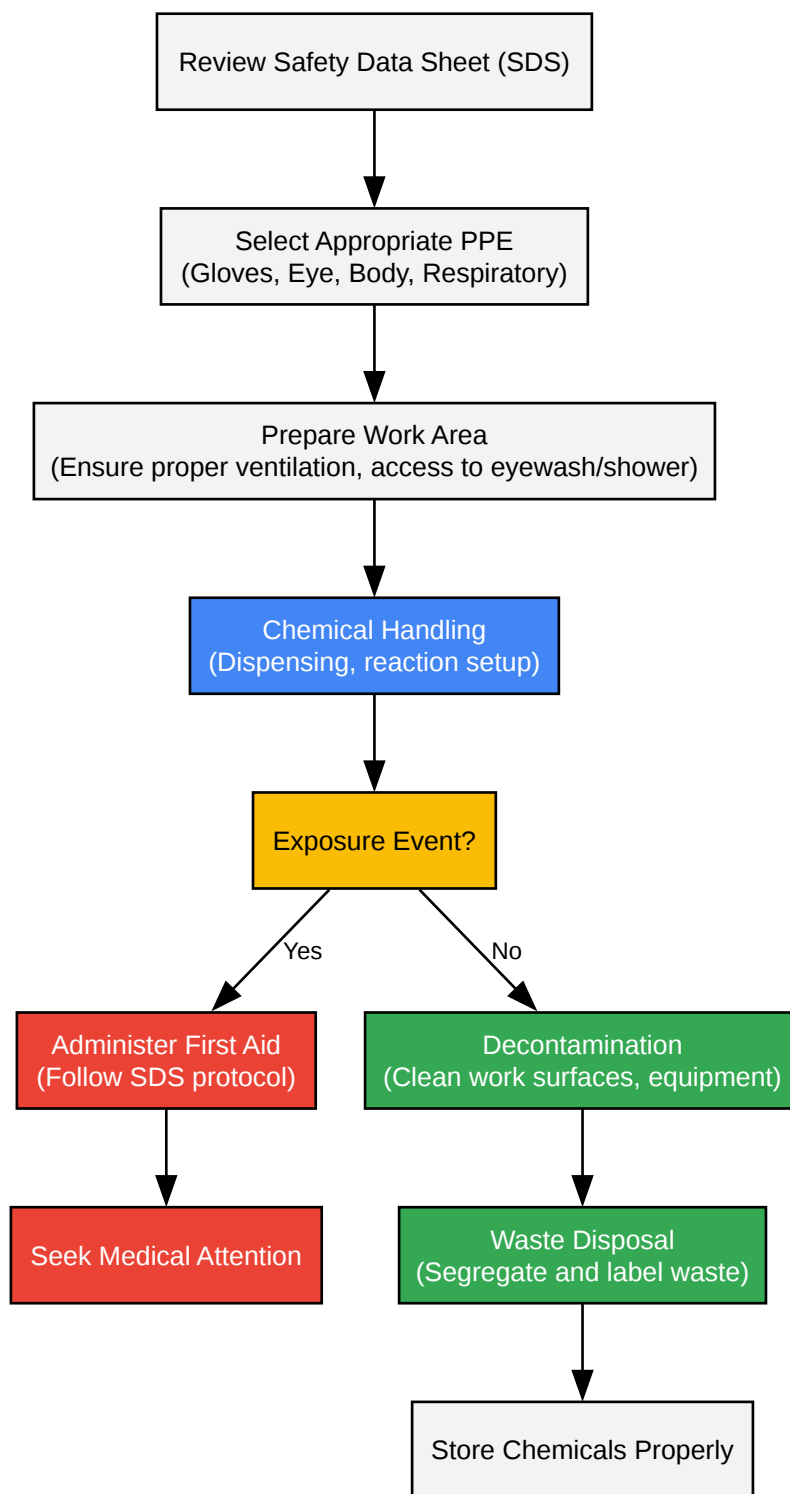 Review Safety Data Sheet (SDS)
Select Appropriate PPE
(Gloves, Eye, Body, Respiratory)
Prepare Work Area
(Ensure proper ventilation, access to eyewash/shower)
Chemical Handling
(Dispensing, reaction setup)
Exposure Event?
Yes
No
Administer First Aid
(Follow SDS protocol)
Decontamination
(Clean work surfaces, equipment)
Seek Medical Attention
Waste Disposal
(Segregate and label waste)
Store Chemicals Properly